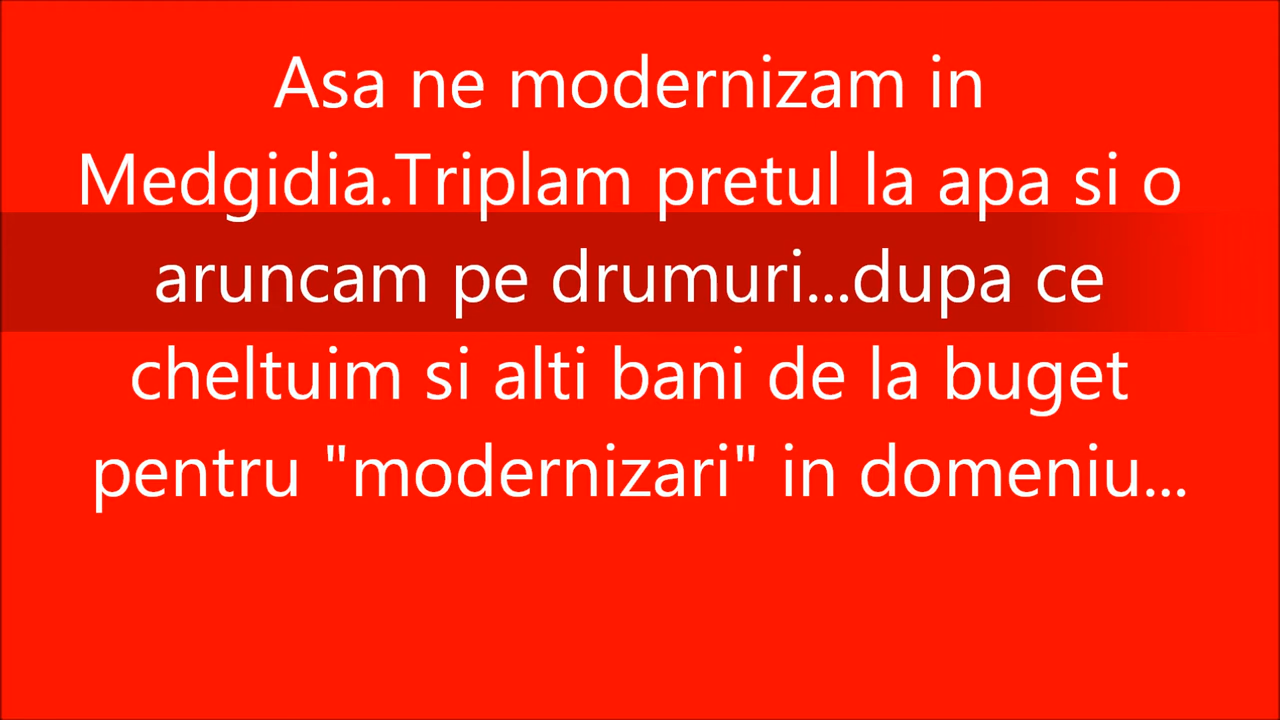 Asa ne modernizam in
Medgidia.Triplam pretul la apa si o
aruncam pe drumuri...dupa ce
cheltuim si alti bani de la buget
pentru "modernizari" in domeniu...